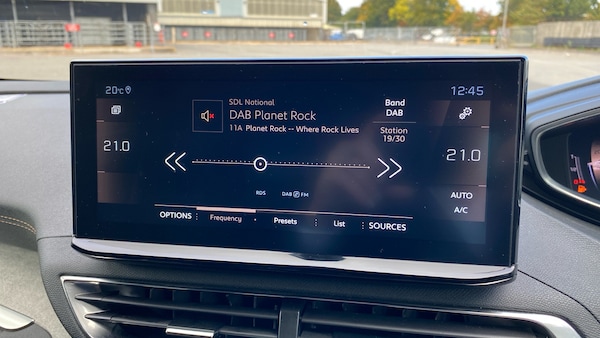 20°C
12:45
SDL National
DAB Planet Rock
11A Planet Rock -- Where Rock Lives
Band
DAB
Station
19/30
21.0
21.0
RDS
DAB FM
AUTO
A/C
OPTIONS
Frequency
Presets
List
SOURCES